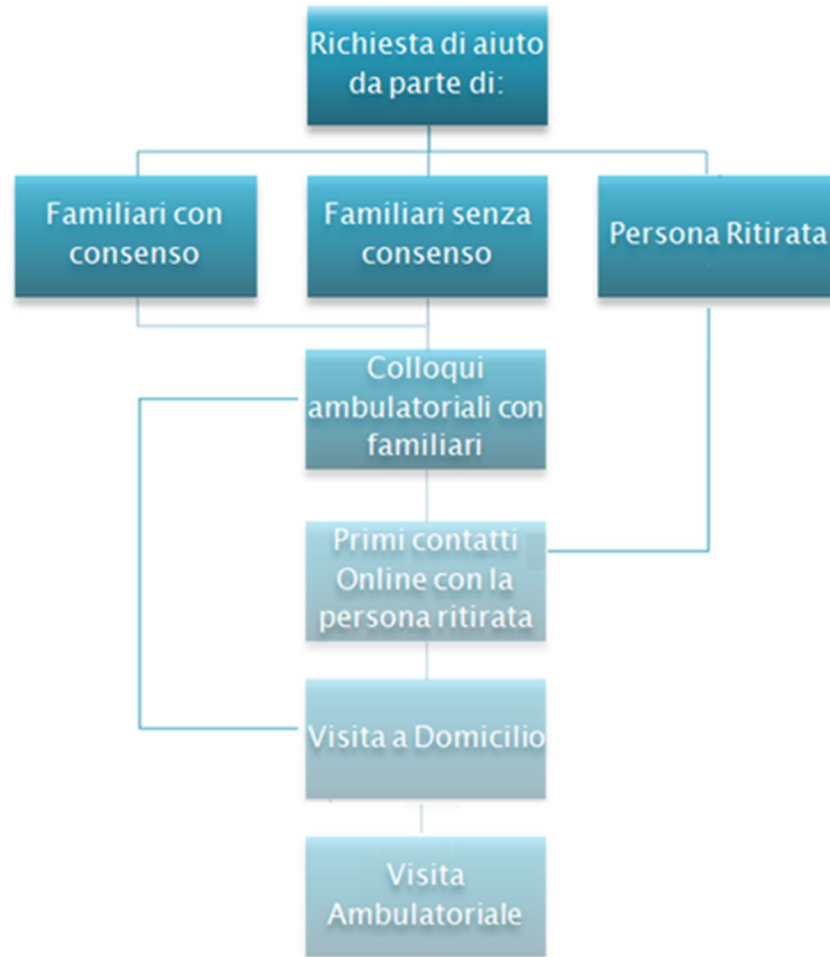 Richiesta di aiuto
da parte di:
Familiari con
consenso
Familiari senza
consenso
Persona Ritirata
Colloqui
ambulatoriali con
familiari
Primi contatti
Online con la
persona ritirata
Visita a Domicilio
Visita
Ambulatoriale